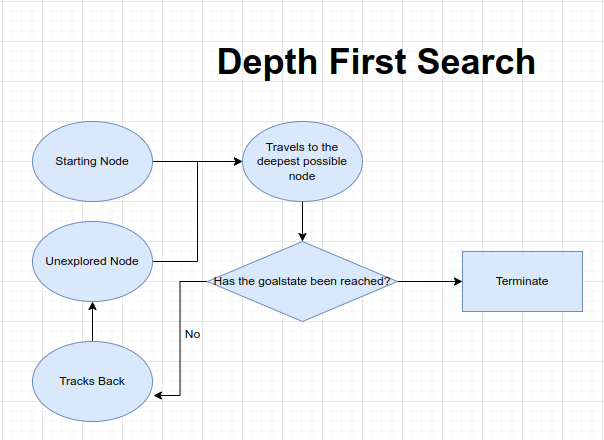 Depth First Search
Starting Node
Travels to the
deepest possible
node
Unexplored Node
Has the goalstate been reached?
Terminate
No
Tracks Back